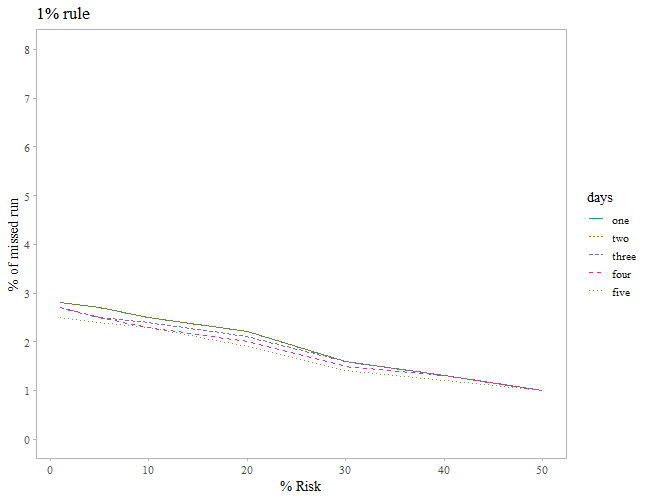 1% rule
% of missed run
8
7
6
5
4
3
2
1
0
0 10 20 30 40 50
% Risk
days
one
two
three
four
five